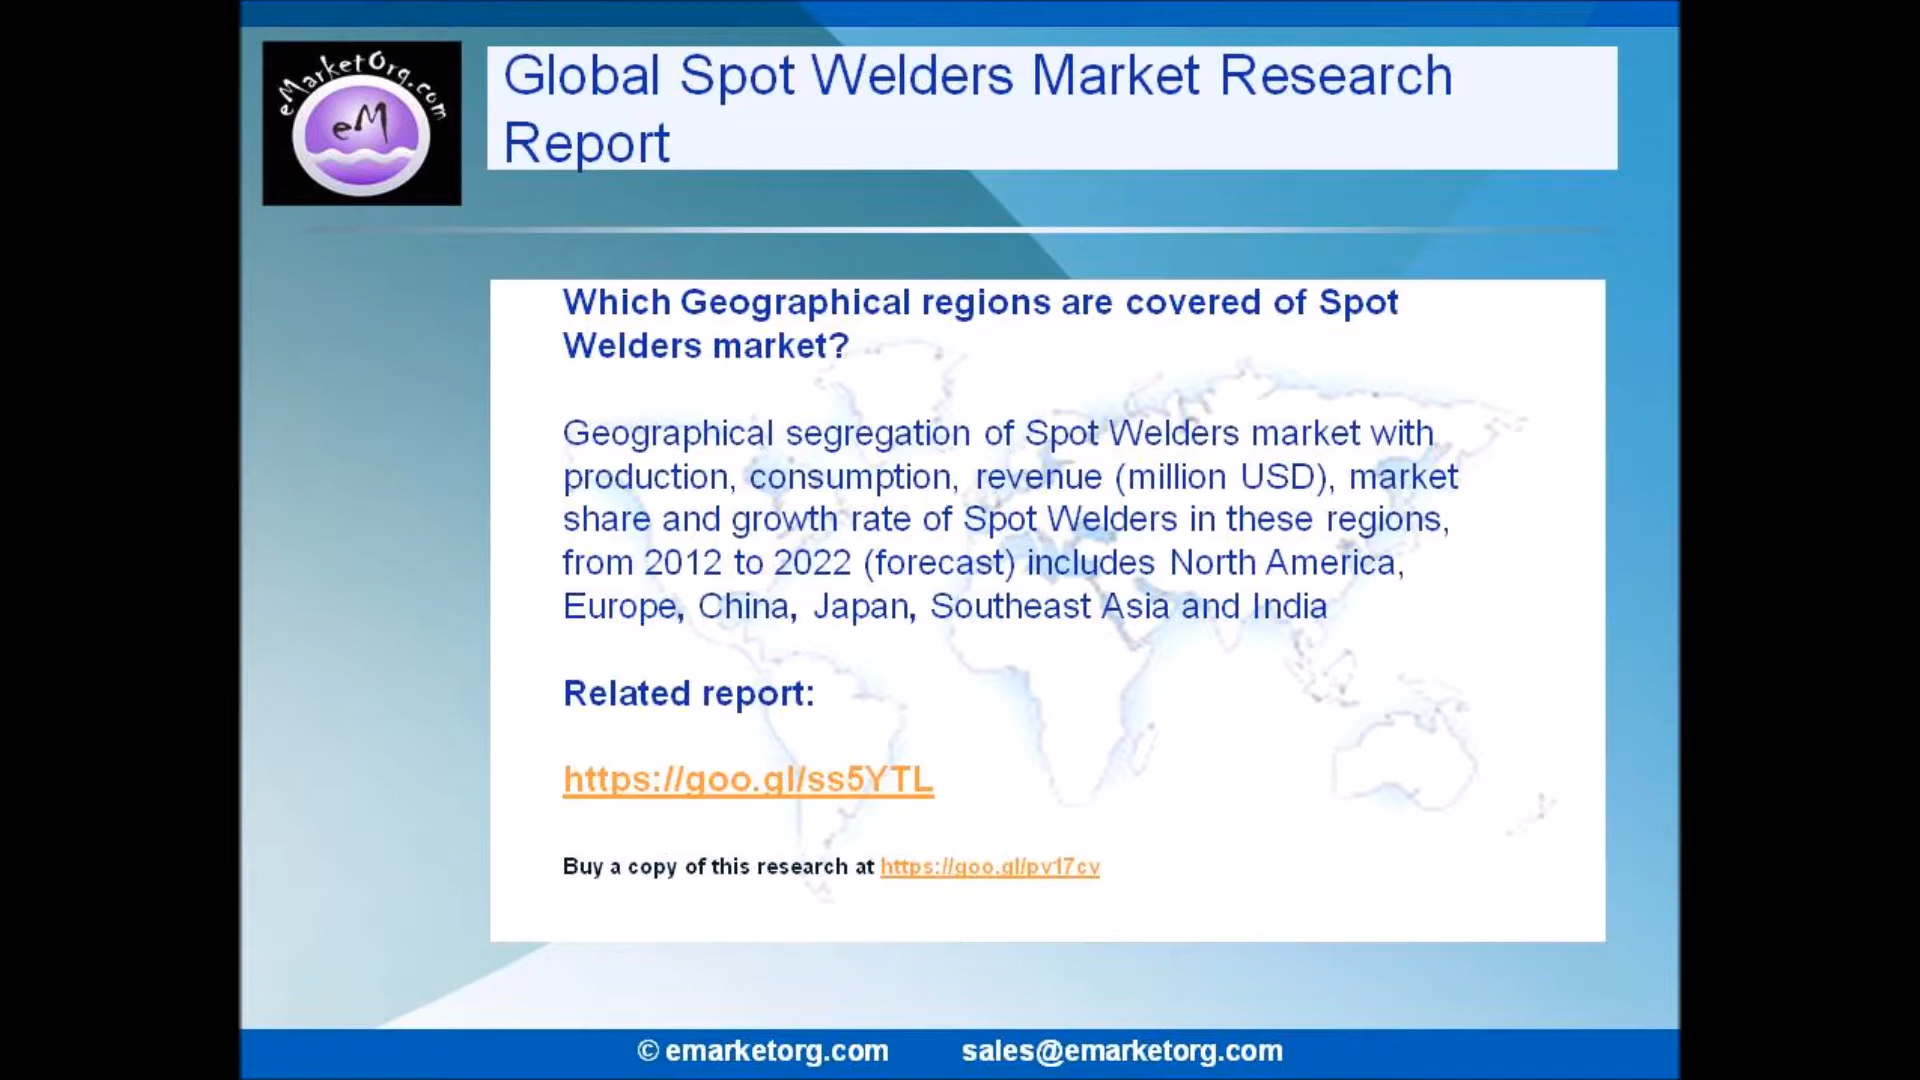 eMarketOrg.com
eM
Global Spot Welders Market Research
Report
Which Geographical regions are covered of Spot
Welders market?
Geographical segregation of Spot Welders market with
production, consumption, revenue (million USD), market
share and growth rate of Spot Welders in these regions,
from 2012 to 2022 (forecast) includes North America,
Europe, China, Japan, Southeast Asia and India
Related report:
https://goo.gl/ss5YTL
Buy a copy of this research at https://goo.gl/pv17cv
© emarketorg.com sales@emarketorg.com